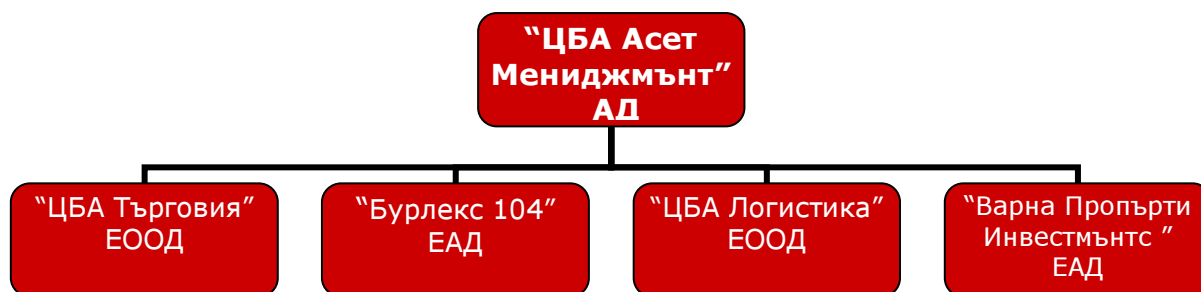 “ЦБА Асет
Мениджмънт”
АД
“ЦБА Търговия”
ЕООД
“Бурлекс 104”
ЕАД
“ЦБА Логистика”
ЕООД
“Варна Пропърти
Инвестмънтс ”
ЕАД